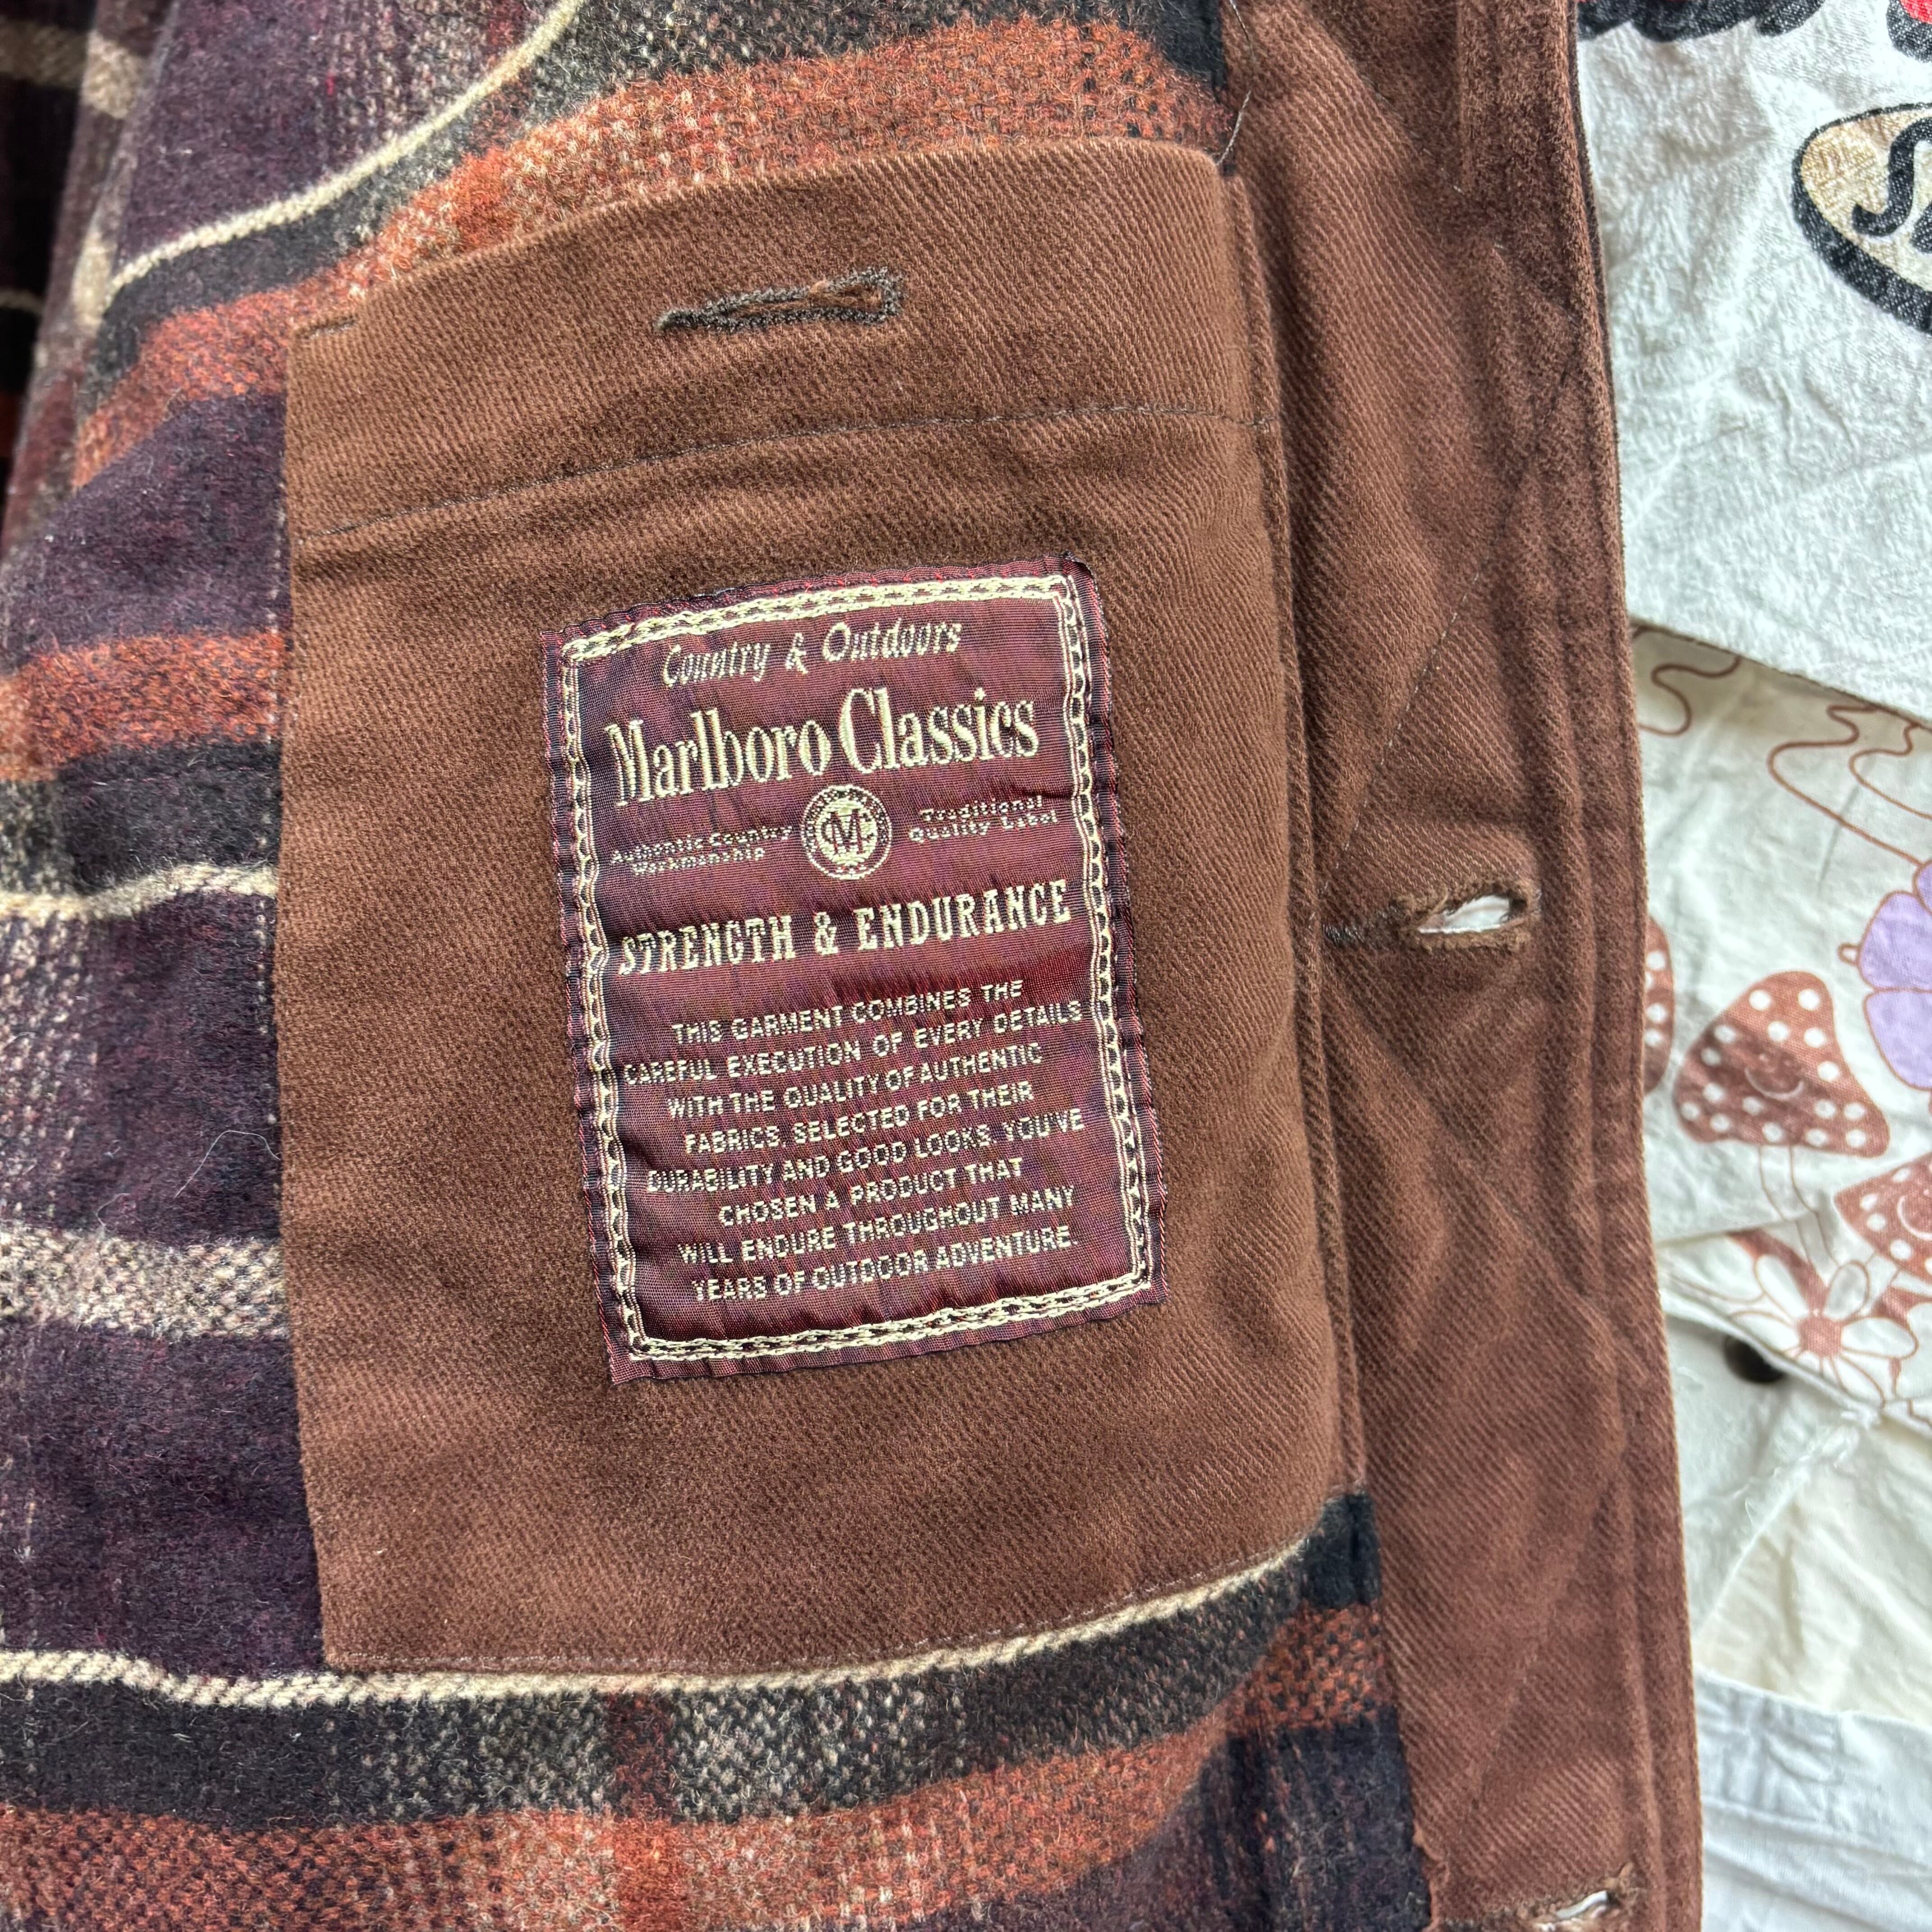 Country & Outdoors
Marlboro Classics
Authentic Country
Workmanship
Traditional
Quality Label
STRENGTH & ENDURANCE
THIS GARMENT COMBINES THE
CAREFUL EXECUTION OF EVERY DETAILS
WITH THE QUALITY OF AUTHENTIC
FABRICS, SELECTED FOR THEIR
DURABILITY AND GOOD LOOKS. YOU'VE
CHOSEN A PRODUCT THAT
WILL ENDURE THROUGHOUT MANY
YEARS OF OUTDOOR ADVENTURE.